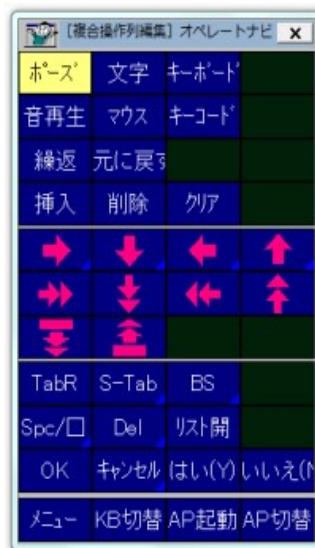 [複合操作列編集] オペレートナビ x
ポーズ 文字 キーボード
音再生 マウス キーコード
繰返 元に戻す
挿入 削除 クリア
TabR S-Tab BS
Spc/□ Del リスト開
OK キャンセル はい(Y) いいえ(N
メニュー KB切替 AP起動 AP切替